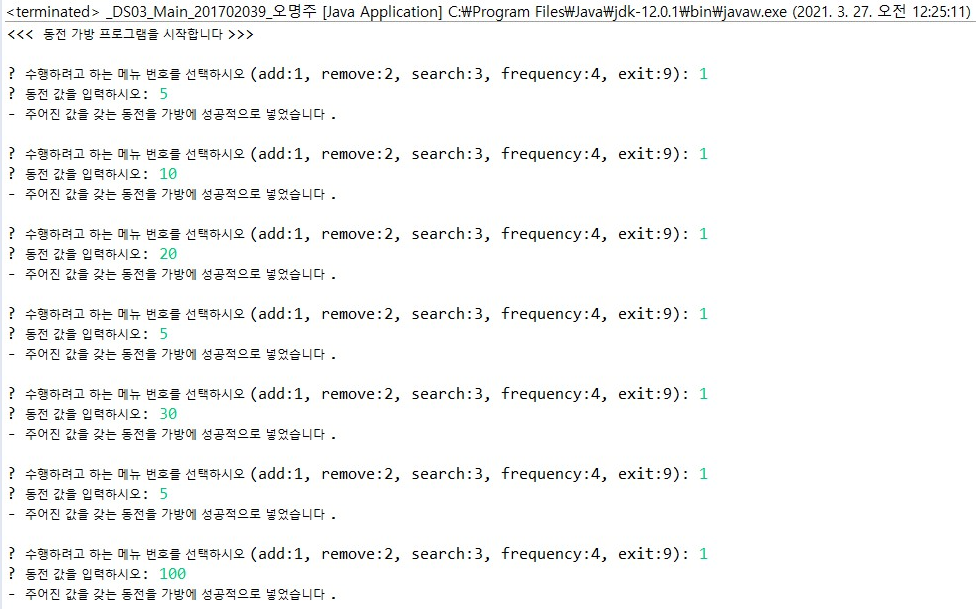 <terminated> _DS03_Main_201702039_오명주 [Java Application] C:₩Program Files₩Java₩jdk-12.0.1₩bin₩javaw.exe (2021. 3. 27. 오전 12:25:11)
<<< 동전 가방 프로그램을 시작합니다 >>>
? 수행하려고 하는 메뉴 번호를 선택하시오 (add:1, remove:2, search:3, frequency:4, exit:9): 1
? 동전 값을 입력하시오: 5
- 주어진 값을 갖는 동전을 가방에 성공적으로 넣었습니다.
? 수행하려고 하는 메뉴 번호를 선택하시오 (add:1, remove:2, search:3, frequency:4, exit:9): 1
? 동전 값을 입력하시오: 10
- 주어진 값을 갖는 동전을 가방에 성공적으로 넣었습니다.
? 수행하려고 하는 메뉴 번호를 선택하시오 (add:1, remove:2, search:3, frequency:4, exit:9): 1
? 동전 값을 입력하시오: 20
- 주어진 값을 갖는 동전을 가방에 성공적으로 넣었습니다.
? 수행하려고 하는 메뉴 번호를 선택하시오 (add:1, remove:2, search:3, frequency:4, exit:9): 1
? 동전 값을 입력하시오: 5
- 주어진 값을 갖는 동전을 가방에 성공적으로 넣었습니다.
? 수행하려고 하는 메뉴 번호를 선택하시오 (add:1, remove:2, search:3, frequency:4, exit:9): 1
? 동전 값을 입력하시오: 30
- 주어진 값을 갖는 동전을 가방에 성공적으로 넣었습니다.
? 수행하려고 하는 메뉴 번호를 선택하시오 (add:1, remove:2, search:3, frequency:4, exit:9): 1
? 동전 값을 입력하시오: 5
- 주어진 값을 갖는 동전을 가방에 성공적으로 넣었습니다.
? 수행하려고 하는 메뉴 번호를 선택하시오 (add:1, remove:2, search:3, frequency:4, exit:9): 1
? 동전 값을 입력하시오: 100
- 주어진 값을 갖는 동전을 가방에 성공적으로 넣었습니다.